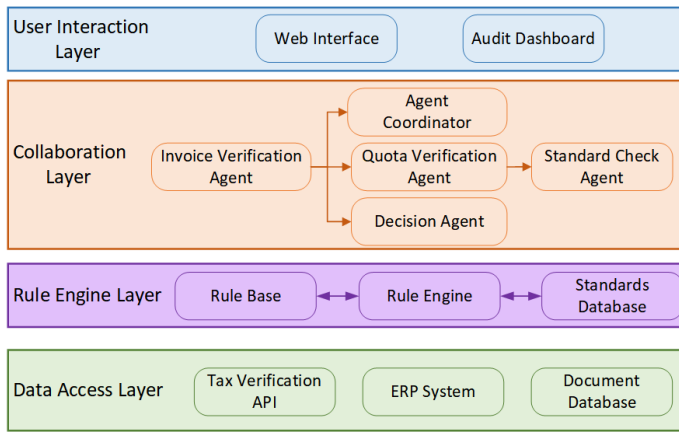 User Interaction
Layer
Web Interface
Audit Dashboard
Collaboration
Layer
Invoice Verification
Agent
Agent
Coordinator
Quota Verification
Agent
Decision Agent
Standard Check
Agent
Rule Engine Layer
Rule Base
Rule Engine
Standards
Database
Data Access Layer
Tax Verification
API
ERP System
Document
Database